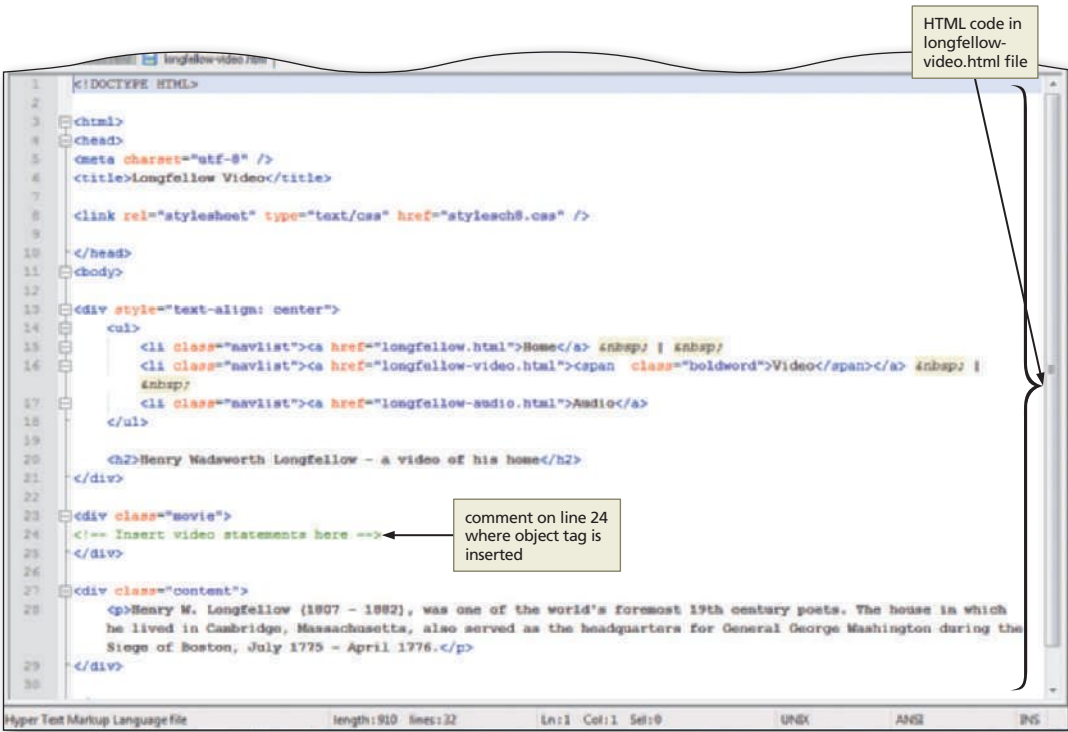 HTML code in
longfellow-
video.html file
longfellow-video.html
1 <!DOCTYPE HTML>
2
3 <html>
4 <head>
5 <meta charset="utf-8" />
6 <title>Longfellow Video</title>
7
8 <link rel="stylesheet" type="text/css" href="stylesch8.css" />
9
10 </head>
11 <body>
12
13 <div style="text-align: center">
14 <ul>
15 <li class="navlist"><a href="longfellow.html">Home</a> &nbsp; | &nbsp;
16 <li class="navlist"><a href="longfellow-video.html"><span class="boldword">Video</span></a> &nbsp; |
&nbsp;
17 <li class="navlist"><a href="longfellow-audio.html">Audio</a>
18 </ul>
19
20 <h2>Henry Wadsworth Longfellow - a video of his home</h2>
21 </div>
22
23 <div class="movie">
24 <!-- Insert video statements here -->
25 </div>
26
27 <div class="content">
28 <p>Henry W. Longfellow (1807 - 1882), was one of the world's foremost 19th century poets. The house in which
he lived in Cambridge, Massachusetts, also served as the headquarters for General George Washington during the
Siege of Boston, July 1775 - April 1776.</p>
29 </div>
30
comment on line 24
where object tag is
inserted
Hyper Text Markup Language file length : 910 lines : 32 Ln : 1 Col : 1 Sel : 0 UNIX ANSI INS